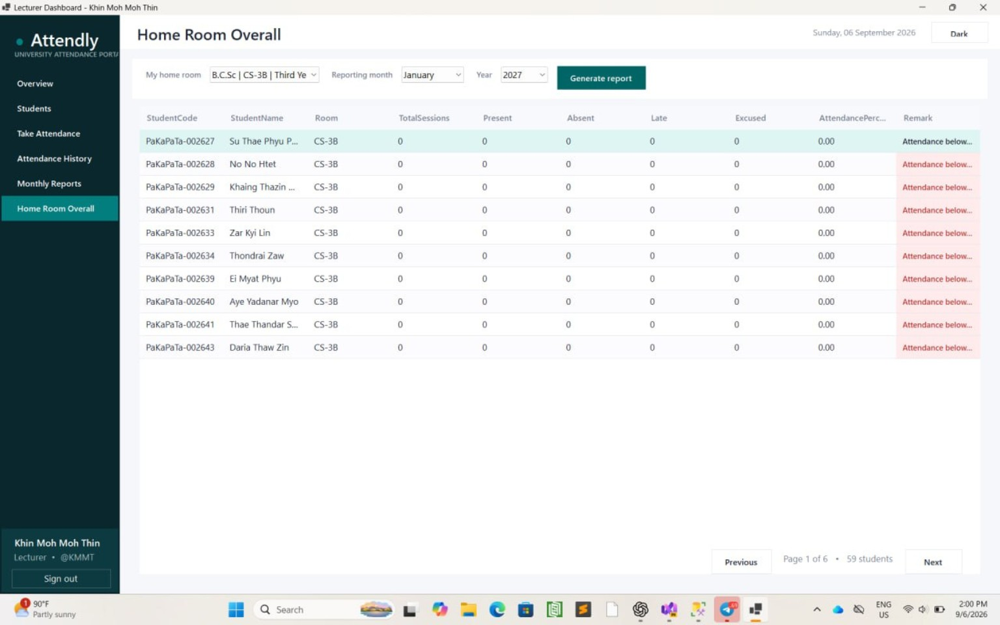 Lecturer Dashboard - Khin Moh Moh Thin
Attendly
UNIVERSITY ATTENDANCE PORTA
Overview
Students
Take Attendance
Attendance History
Monthly Reports
Home Room Overall
Khin Moh Moh Thin
Lecturer • @KMMT
Sign out
Home Room Overall
Sunday, 06 September 2026
Dark
My home room B.C.Sc | CS-3B | Third Ye Reporting month January Year 2027 Generate report
StudentCode StudentName Room TotalSessions Present Absent Late Excused AttendancePerc... Remark
PaKaPaTa-002627 Su Thae Phyu P... CS-3B 0 0 0 0 0 0.00 Attendance below...
PaKaPaTa-002628 No No Htet CS-3B 0 0 0 0 0 0.00 Attendance below...
PaKaPaTa-002629 Khaing Thazin ... CS-3B 0 0 0 0 0 0.00 Attendance below...
PaKaPaTa-002631 Thiri Thoun CS-3B 0 0 0 0 0 0.00 Attendance below...
PaKaPaTa-002633 Zar Kyi Lin CS-3B 0 0 0 0 0 0.00 Attendance below...
PaKaPaTa-002634 Thondrai Zaw CS-3B 0 0 0 0 0 0.00 Attendance below...
PaKaPaTa-002639 Ei Myat Phyu CS-3B 0 0 0 0 0 0.00 Attendance below...
PaKaPaTa-002640 Aye Yadanar Myo CS-3B 0 0 0 0 0 0.00 Attendance below...
PaKaPaTa-002641 Thae Thandar S... CS-3B 0 0 0 0 0 0.00 Attendance below...
PaKaPaTa-002643 Daria Thaw Zin CS-3B 0 0 0 0 0 0.00 Attendance below...
Previous Page 1 of 6 • 59 students Next
1
90°F
Partly sunny
Search
ENG
US
2:00 PM
9/6/2026